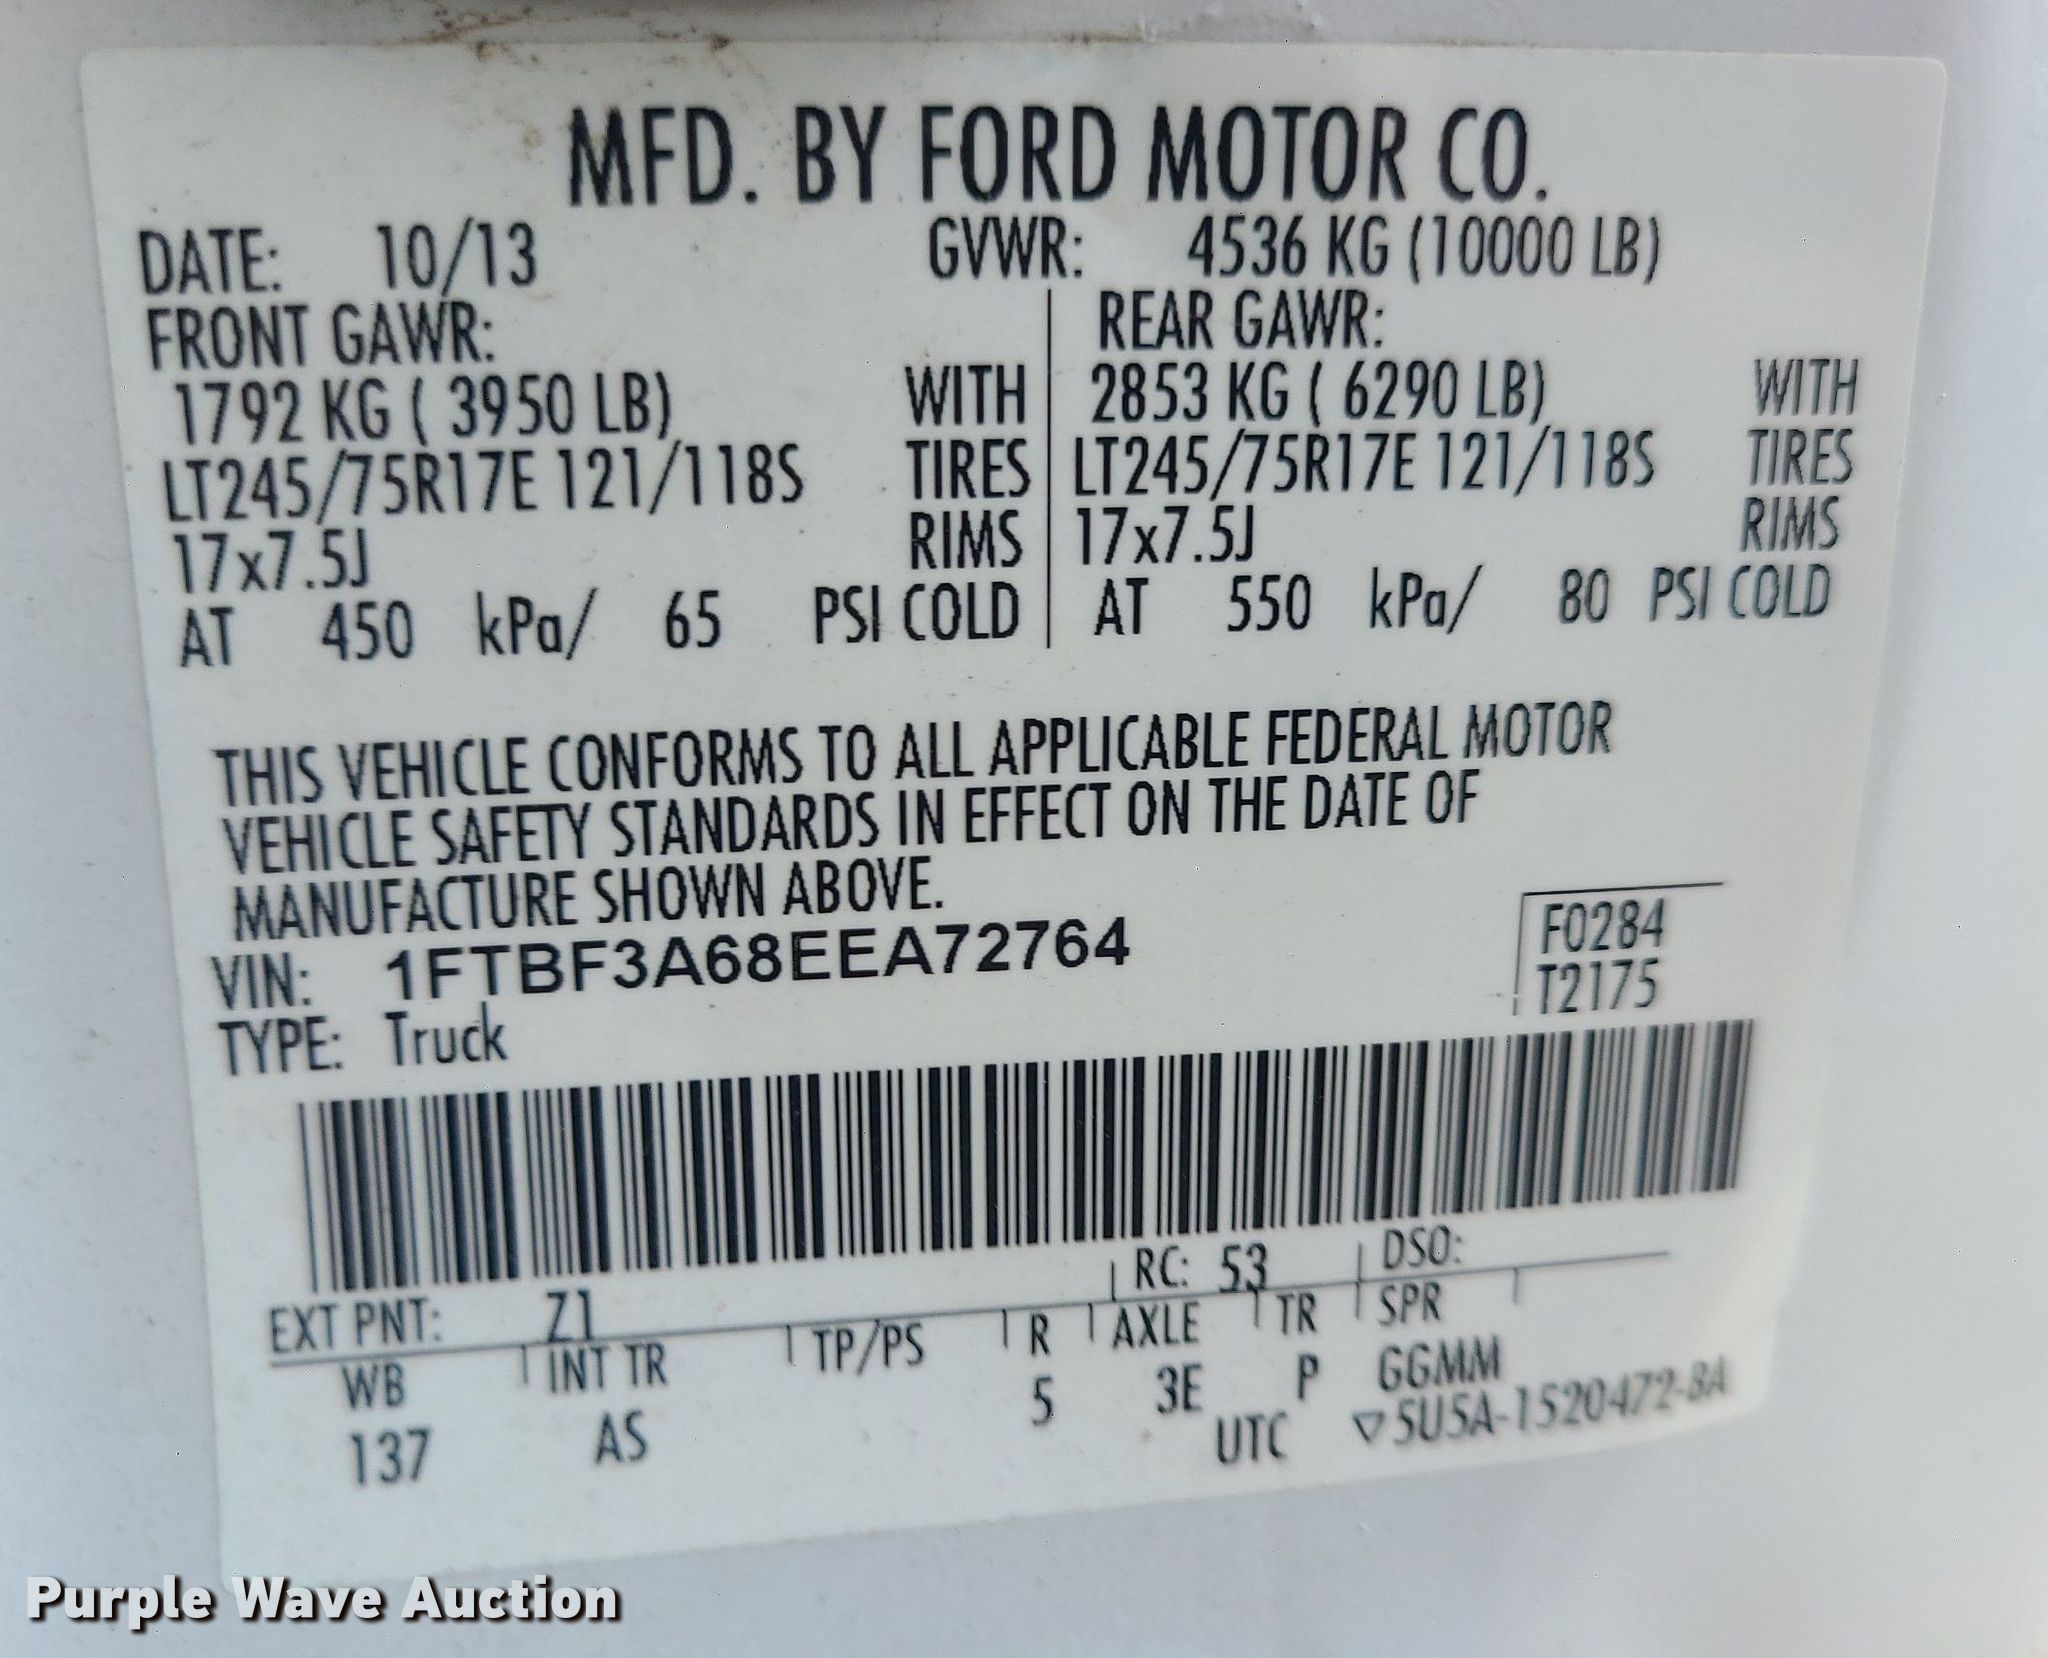 MFD. BY FORD MOTOR CO.
DATE: 10/13 GVWR: 4536 KG (10000 LB)
FRONT GAWR: REAR GAWR:
1792 KG ( 3950 LB) WITH 2853 KG ( 6290 LB) WITH
LT245/75R17E 121/118S TIRES LT245/75R17E 121/118S TIRES
17x7.5J RIMS 17x7.5J RIMS
AT 450 kPa/ 65 PSI COLD AT 550 kPa/ 80 PSI COLD
THIS VEHICLE CONFORMS TO ALL APPLICABLE FEDERAL MOTOR
VEHICLE SAFETY STANDARDS IN EFFECT ON THE DATE OF
MANUFACTURE SHOWN ABOVE.
VIN: 1FTBF3A68EEA72764
F0284
T2175
TYPE: Truck
EXT PNT: Z1 RC: 53 DSO:
WB INT TR TP/PS R AXLE TR SPR
137 AS 5 3E P GGMM
UTC ▽5U5A-1520472-BA
Purple Wave Auction